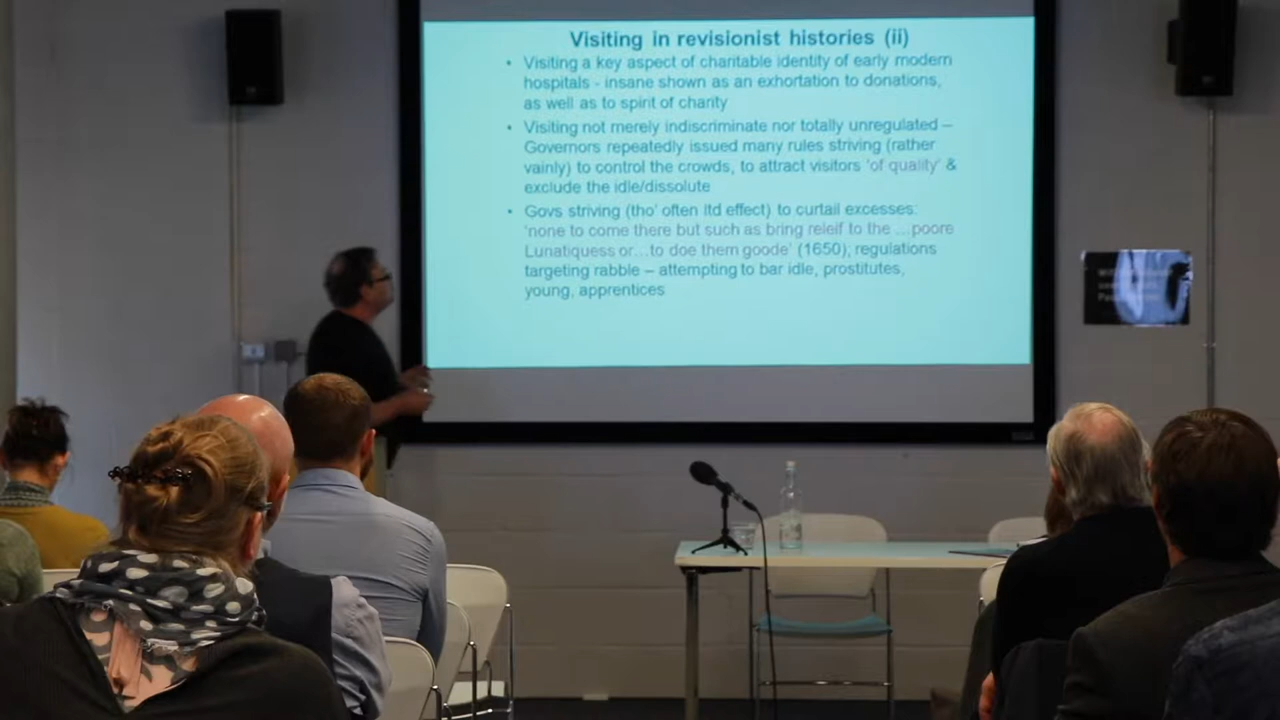 Visiting in revisionist histories (ii)
• Visiting a key aspect of charitable identity of early modern
hospitals - insane shown as an exhortation to donations,
as well as to spirit of charity
• Visiting not merely indiscriminate nor totally unregulated –
Governors repeatedly issued many rules striving (rather
vainly) to control the crowds, to attract visitors 'of quality' &
exclude the idle/dissolute
• Govs striving (tho' often ltd effect) to curtail excesses:
'none to come there but such as bring releif to the ...poore
Lunatiquess or...to doe them goode' (1650); regulations
targeting rabble – attempting to bar idle, prostitutes,
young, apprentices